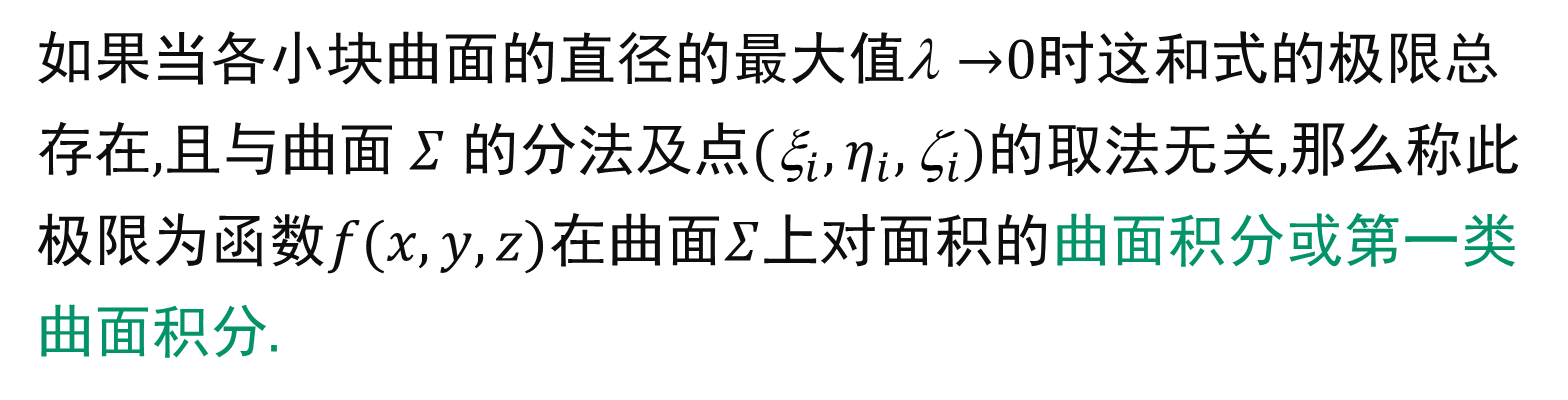 如果当各小块曲面的直径的最大值λ →0时这和式的极限总
存在,且与曲面 Σ 的分法及点(ξᵢ, ηᵢ, ζᵢ)的取法无关,那么称此
极限为函数f(x, y, z)在曲面Σ上对面积的曲面积分或第一类
曲面积分.